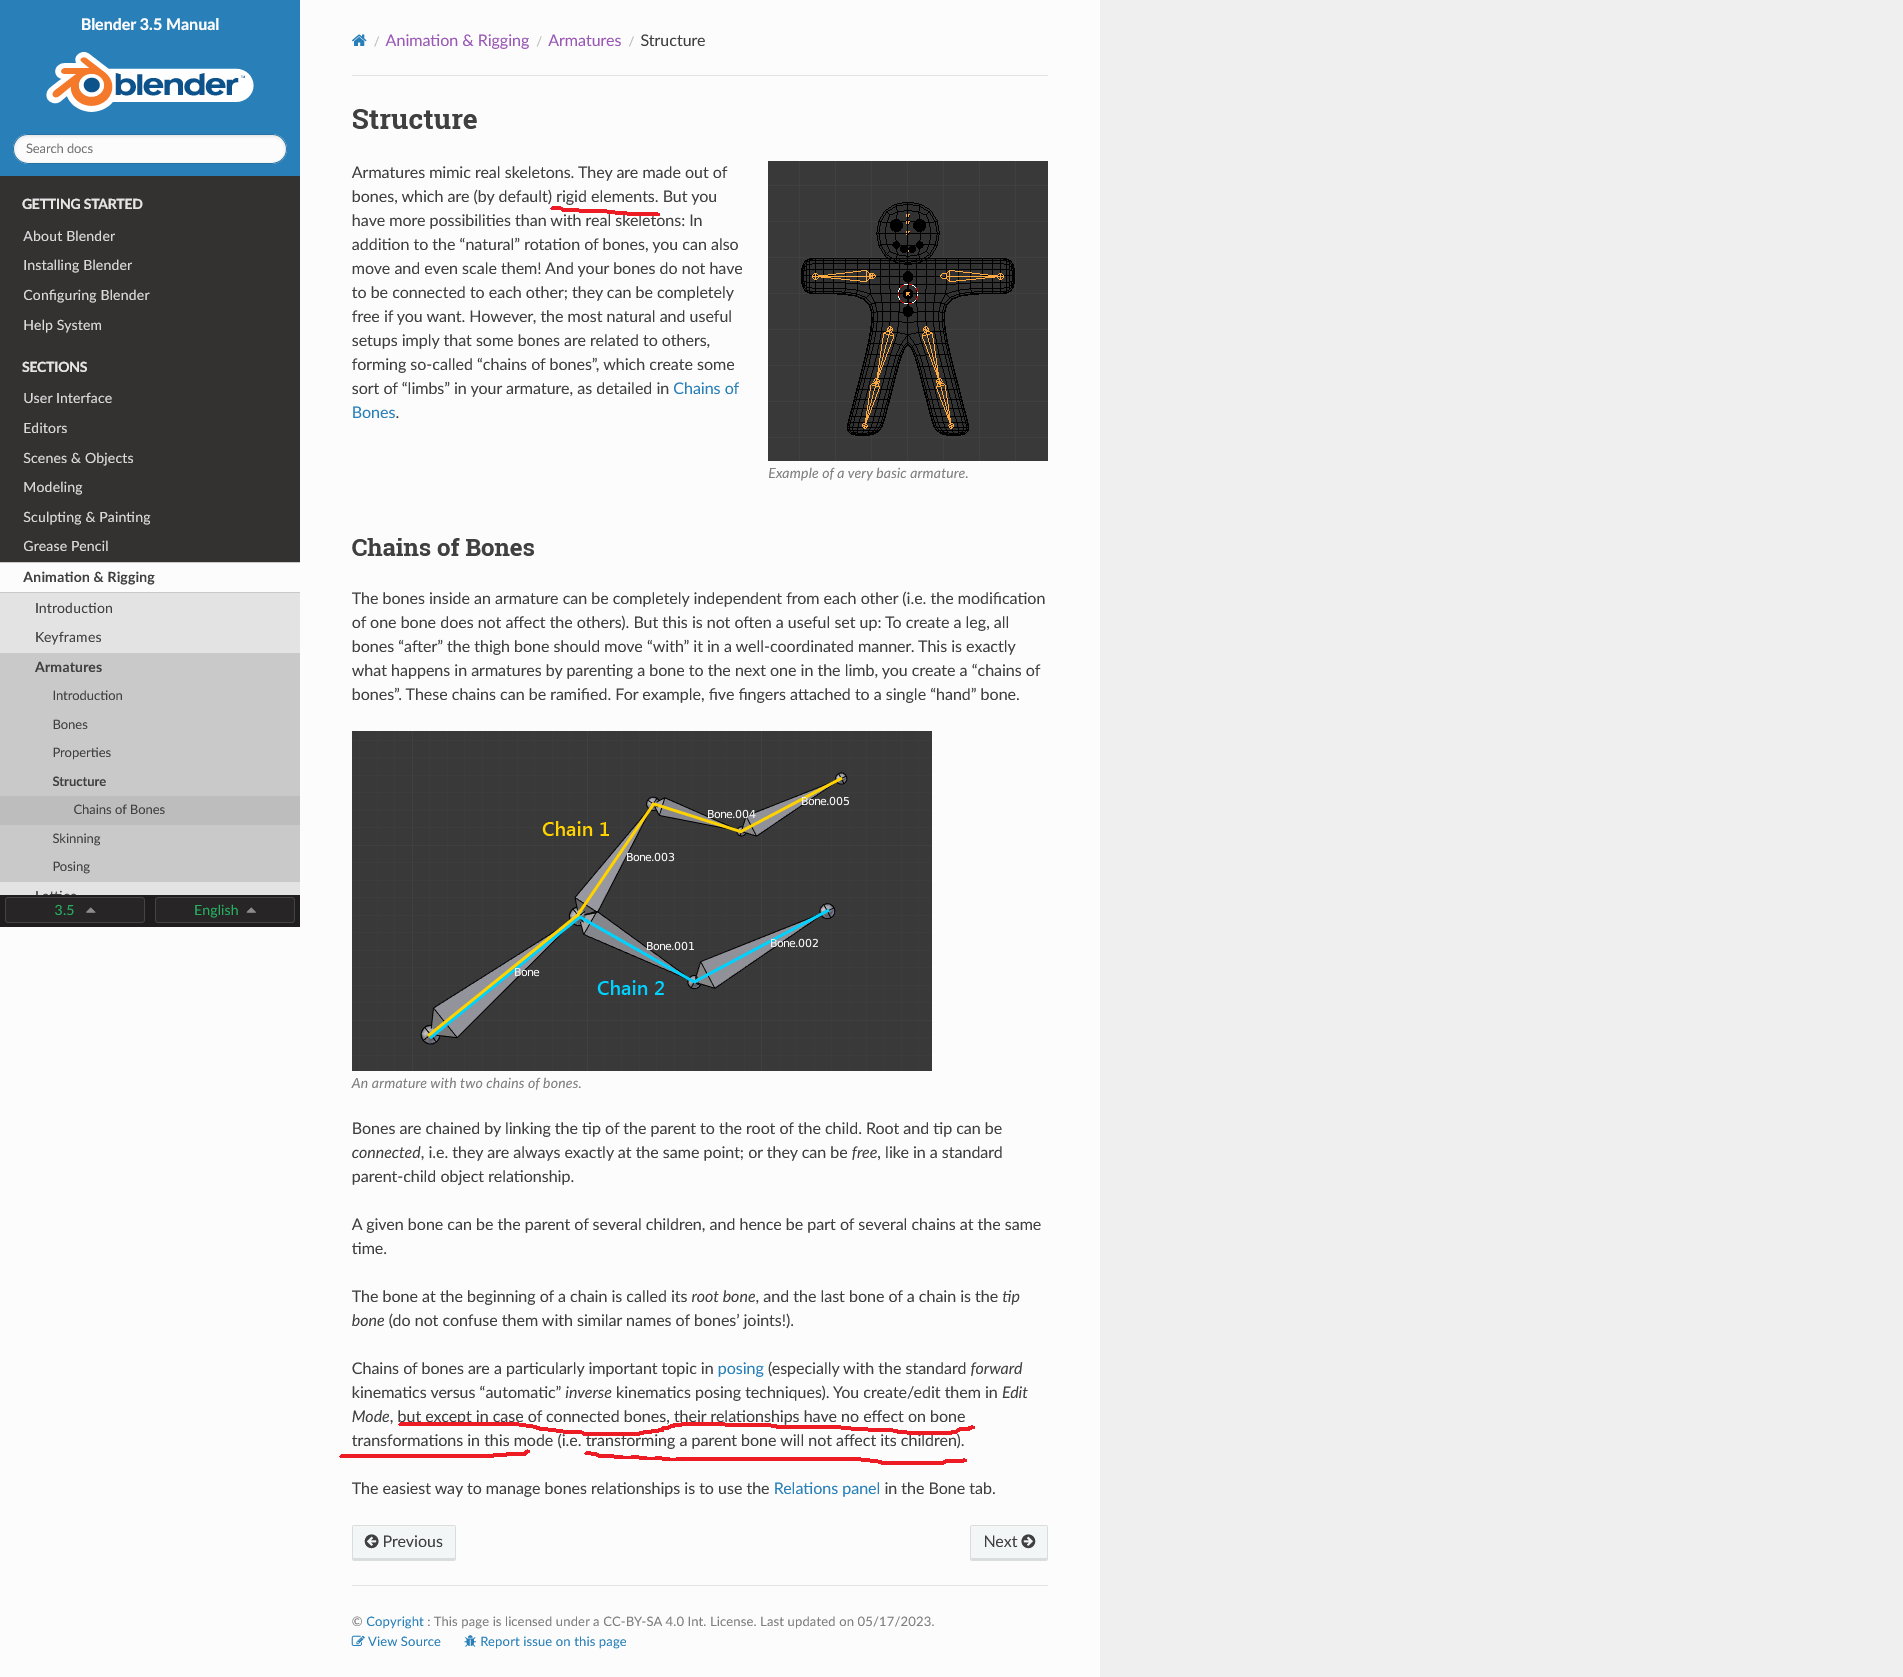 Blender 3.5 Manual
blender™
Search docs
GETTING STARTED
About Blender
Installing Blender
Configuring Blender
Help System
SECTIONS
User Interface
Editors
Scenes & Objects
Modeling
Sculpting & Painting
Grease Pencil
Animation & Rigging
Introduction
Keyframes
Armatures
Introduction
Bones
Properties
Structure
Chains of Bones
Skinning
Posing
3.5
English
/ Animation & Rigging / Armatures / Structure
Structure
Armatures mimic real skeletons. They are made out of
bones, which are (by default) rigid elements. But you
have more possibilities than with real skeletons: In
addition to the “natural” rotation of bones, you can also
move and even scale them! And your bones do not have
to be connected to each other; they can be completely
free if you want. However, the most natural and useful
setups imply that some bones are related to others,
forming so-called “chains of bones”, which create some
sort of “limbs” in your armature, as detailed in Chains of
Bones.
Example of a very basic armature.
Chains of Bones
The bones inside an armature can be completely independent from each other (i.e. the modification
of one bone does not affect the others). But this is not often a useful set up: To create a leg, all
bones “after” the thigh bone should move “with” it in a well-coordinated manner. This is exactly
what happens in armatures by parenting a bone to the next one in the limb, you create a “chains of
bones”. These chains can be ramified. For example, five fingers attached to a single “hand” bone.
Bone.005
Bone.004
Chain 1
Bone.003
Bone.002
Bone.001
Bone
Chain 2
An armature with two chains of bones.
Bones are chained by linking the tip of the parent to the root of the child. Root and tip can be
connected, i.e. they are always exactly at the same point; or they can be free, like in a standard
parent-child object relationship.
A given bone can be the parent of several children, and hence be part of several chains at the same
time.
The bone at the beginning of a chain is called its root bone, and the last bone of a chain is the tip
bone (do not confuse them with similar names of bones’ joints!).
Chains of bones are a particularly important topic in posing (especially with the standard forward
kinematics versus “automatic” inverse kinematics posing techniques). You create/edit them in Edit
Mode, but except in case of connected bones, their relationships have no effect on bone
transformations in this mode (i.e. transforming a parent bone will not affect its children).
The easiest way to manage bones relationships is to use the Relations panel in the Bone tab.
Previous
Next
© Copyright : This page is licensed under a CC-BY-SA 4.0 Int. License. Last updated on 05/17/2023.
View Source Report issue on this page